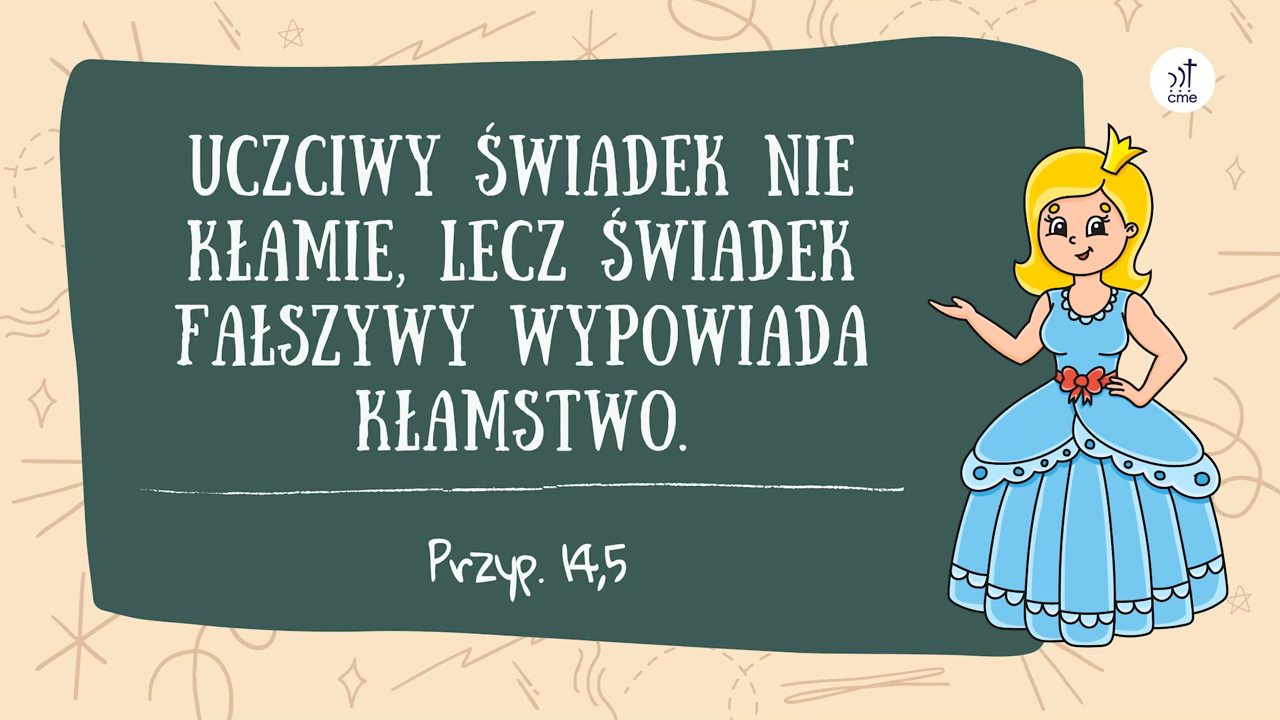 UCZCIWY ŚWIADEK NIE
KŁAMIE, LECZ ŚWIADEK
FAŁSZYWY WYPOWIADA
KŁAMSTWO.
Przyp. 14,5
cme